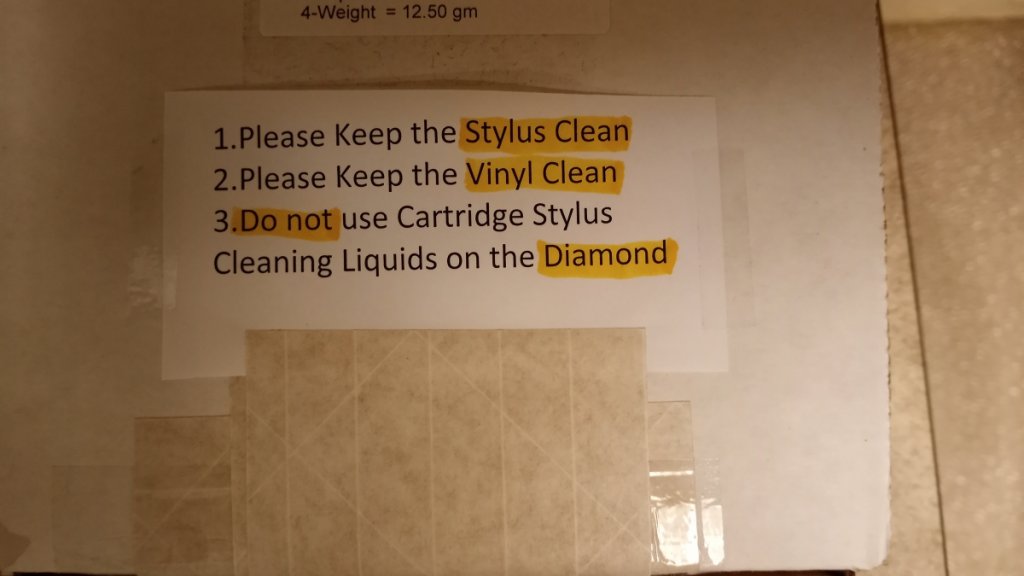 4-Weight = 12.50 gm
1.Please Keep the Stylus Clean
2.Please Keep the Vinyl Clean
3.Do not use Cartridge Stylus
Cleaning Liquids on the Diamond